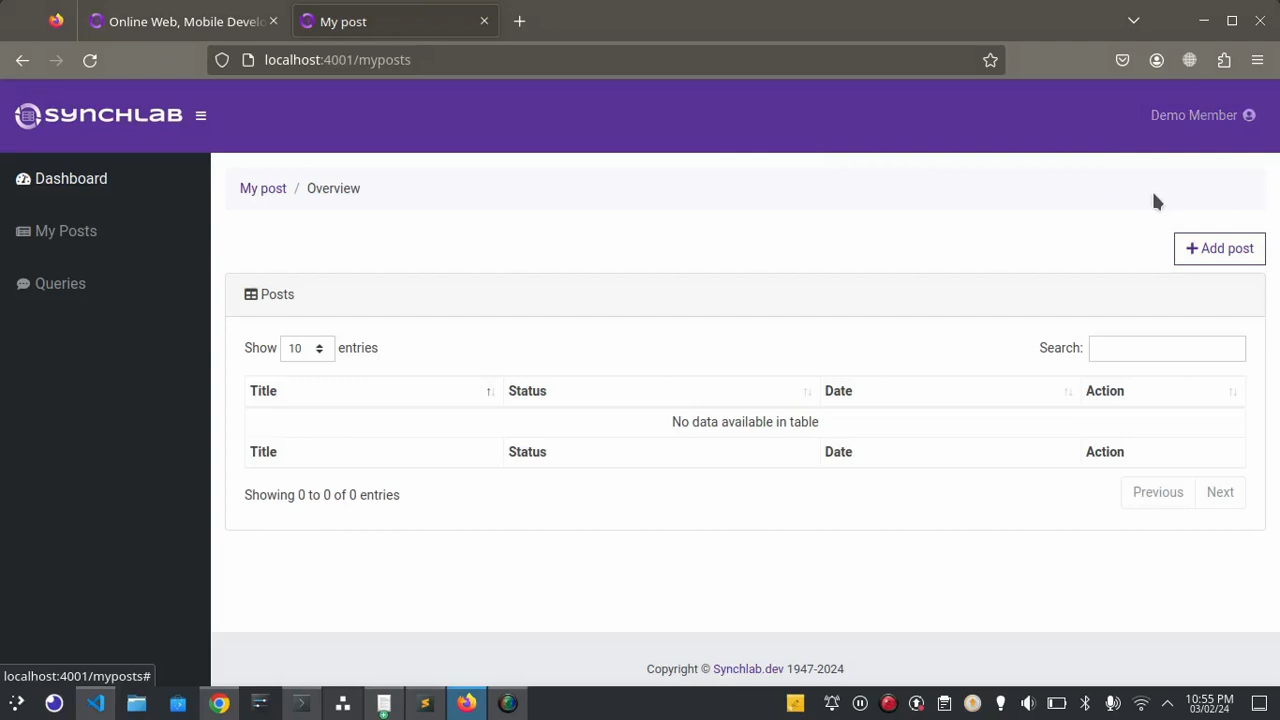 Online Web, Mobile Develo
My post
localhost:4001/myposts
SYNCHLAB
Demo Member
Dashboard
My Posts
Queries
My post / Overview
Add post
Posts
Show 10 entries
Search:
Title Status Date Action
No data available in table
Title Status Date Action
Showing 0 to 0 of 0 entries
Previous Next
Copyright © Synchlab.dev 1947-2024
localhost:4001/myposts#
10:55 PM
03/02/24